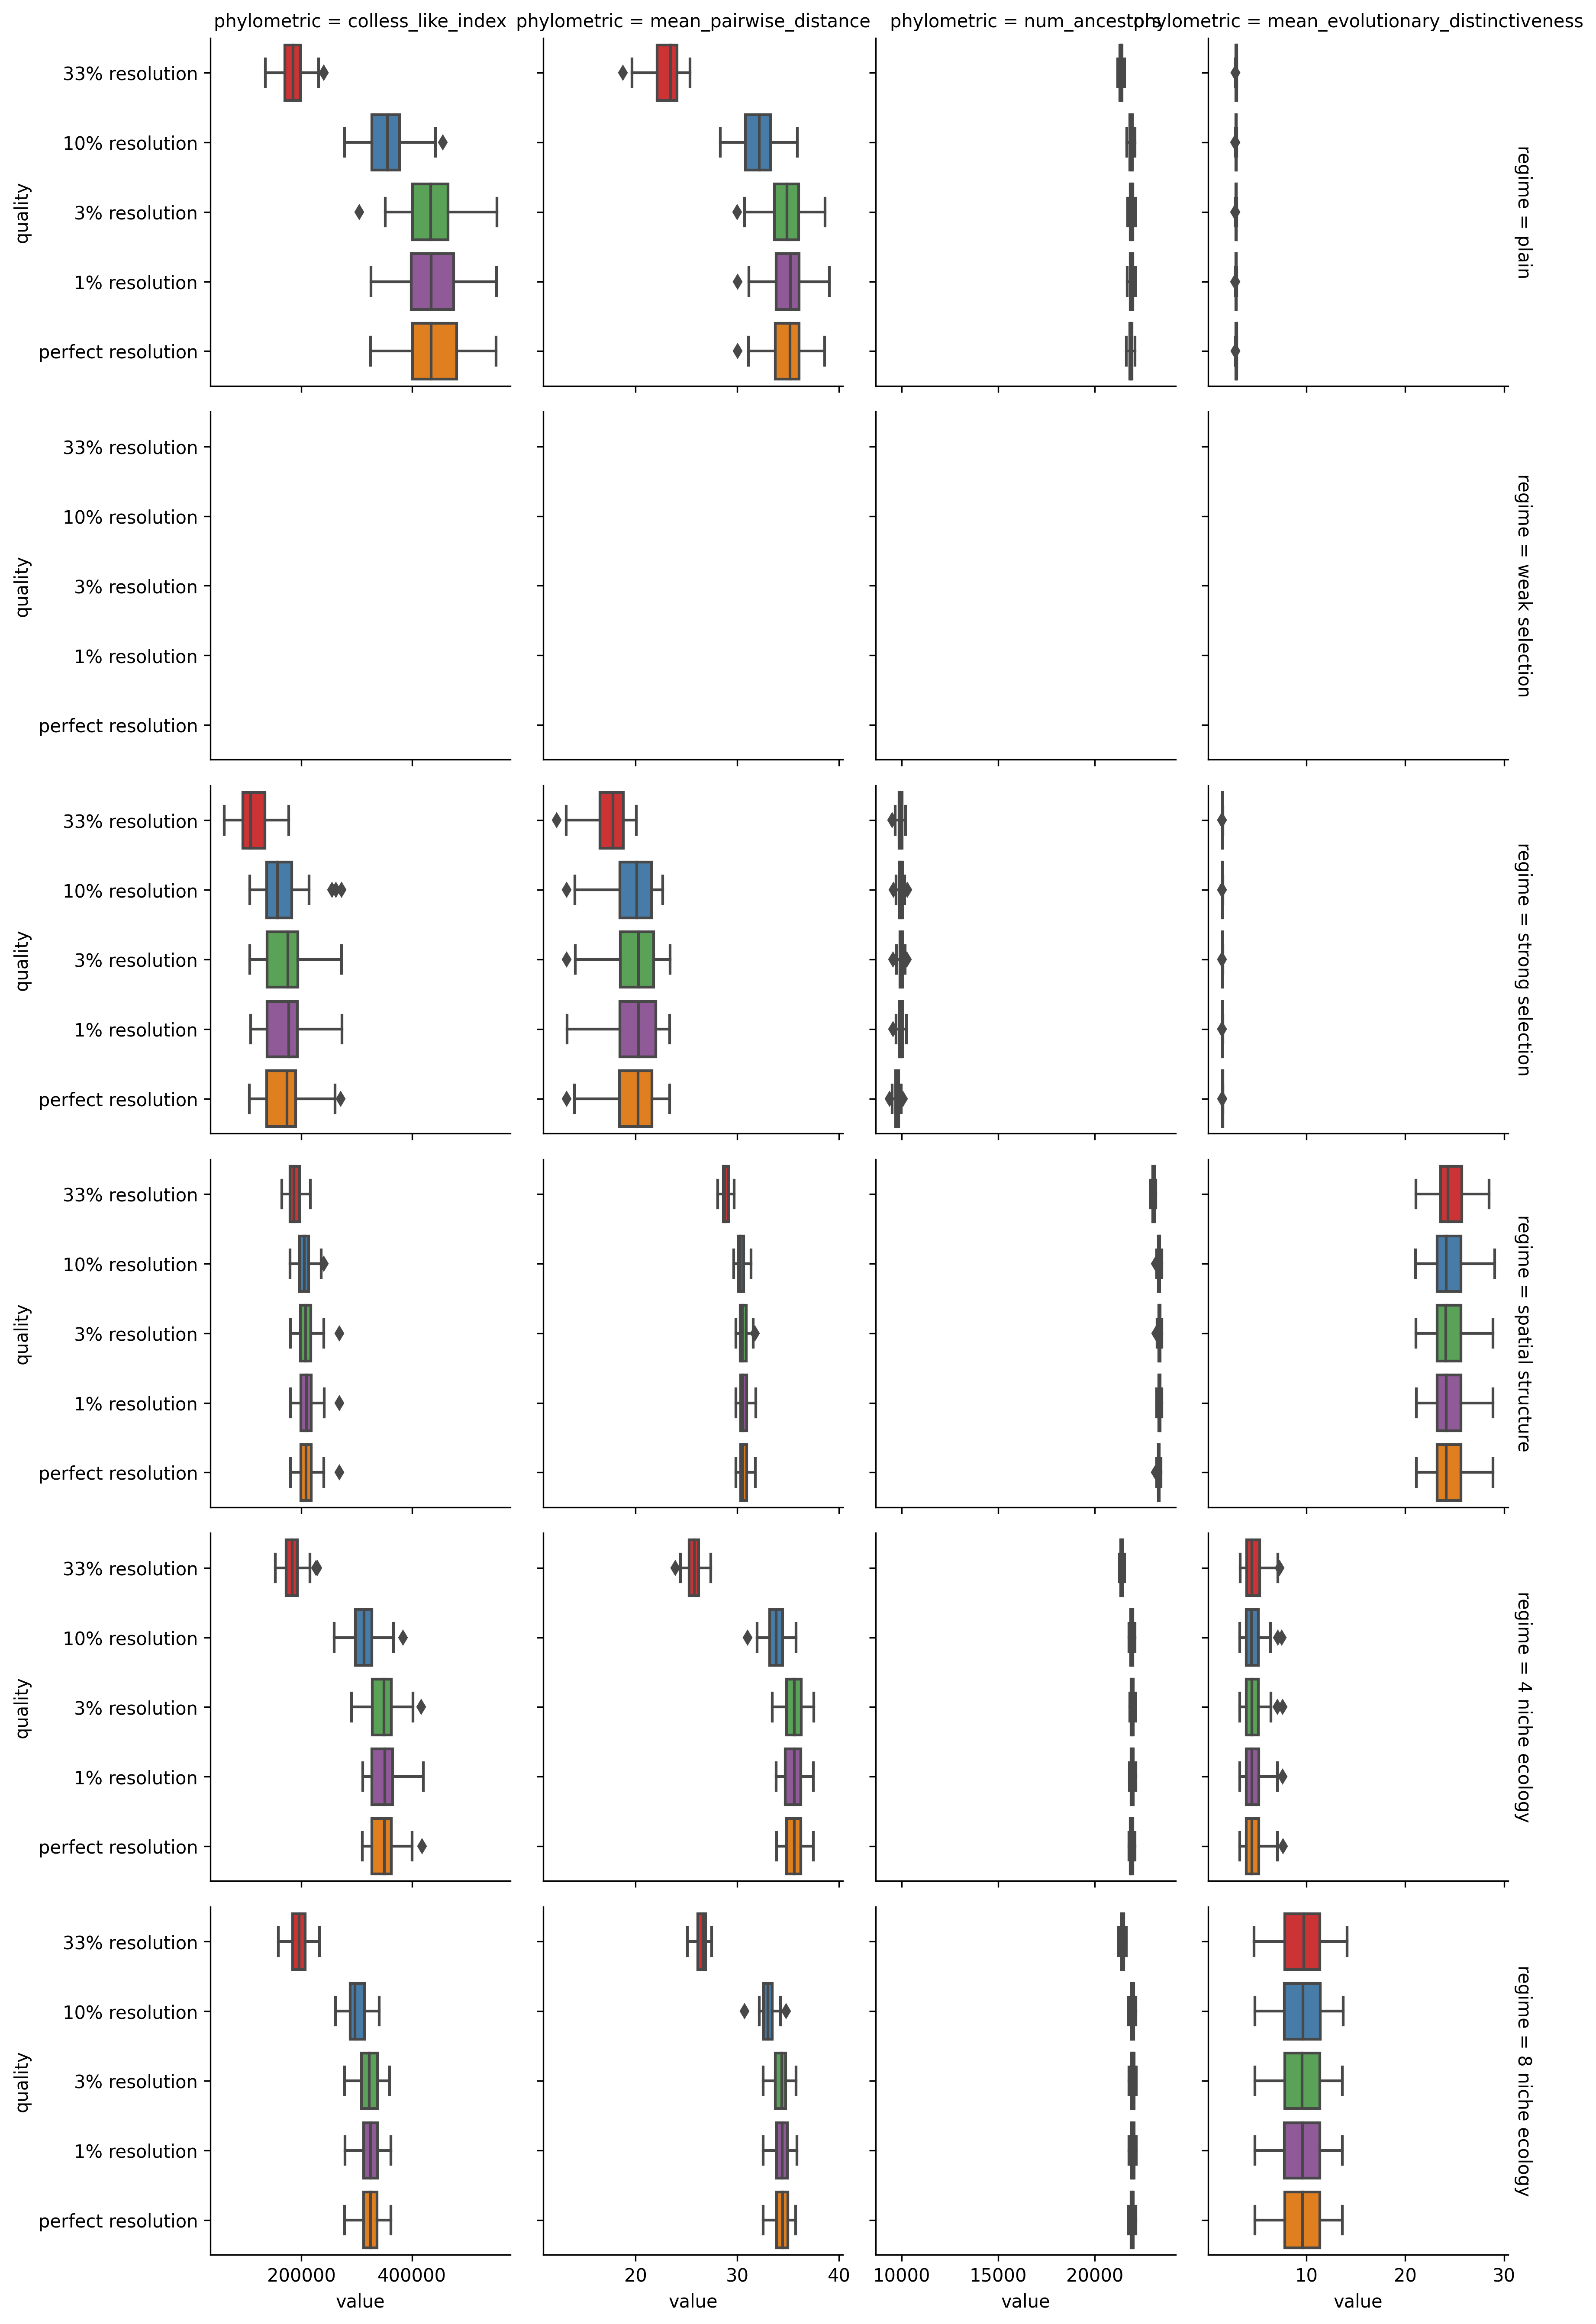 phylometric = colless_like_index
phylometric = mean_pairwise_distance
phylometric = num_ancestors
phylometric = mean_evolutionary_distinctiveness
quality
33% resolution
10% resolution
3% resolution
1% resolution
perfect resolution
regime = plain
quality
33% resolution
10% resolution
3% resolution
1% resolution
perfect resolution
regime = weak selection
quality
33% resolution
10% resolution
3% resolution
1% resolution
perfect resolution
regime = strong selection
quality
33% resolution
10% resolution
3% resolution
1% resolution
perfect resolution
regime = spatial structure
quality
33% resolution
10% resolution
3% resolution
1% resolution
perfect resolution
regime = 4 niche ecology
quality
33% resolution
10% resolution
3% resolution
1% resolution
perfect resolution
regime = 8 niche ecology
200000 400000
20 30 40
10000 15000 20000
10 20 30
value
value
value
value